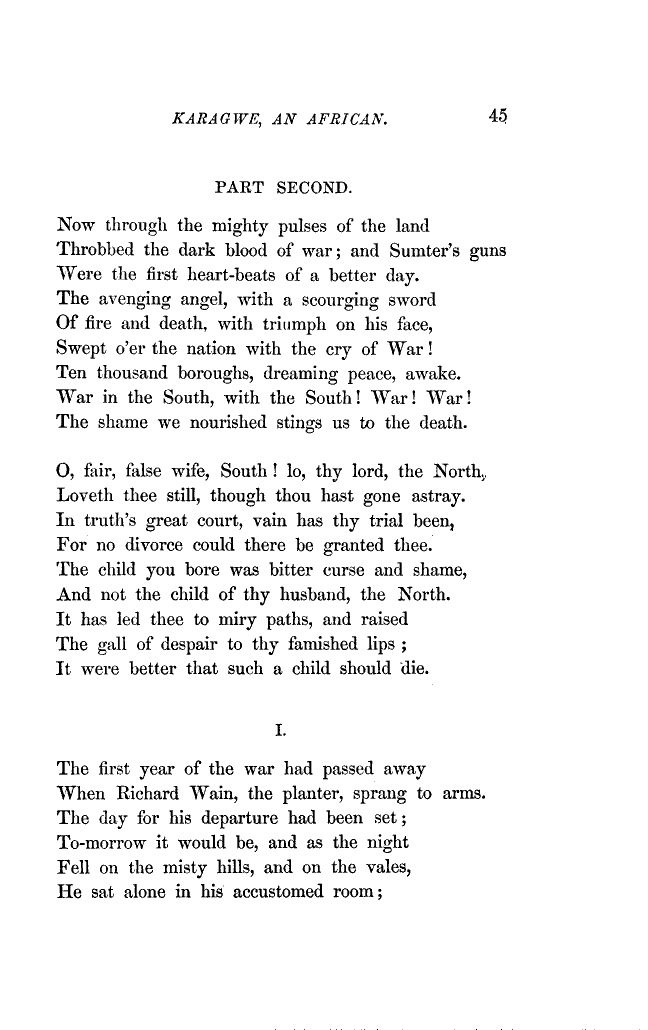 KARAGWE, AN AFRICAN. 45
PART SECOND.
Now through the mighty pulses of the land
Throbbed the dark blood of war; and Sumter's guns
Were the first heart-beats of a better day.
The avenging angel, with a scourging sword
Of fire and death, with triumph on his face,
Swept o'er the nation with the cry of War!
Ten thousand boroughs, dreaming peace, awake.
War in the South, with the South! War! War!
The shame we nourished stings us to the death.
O, fair, false wife, South! lo, thy lord, the North,
Loveth thee still, though thou hast gone astray.
In truth's great court, vain has thy trial been,
For no divorce could there be granted thee.
The child you bore was bitter curse and shame,
And not the child of thy husband, the North.
It has led thee to miry paths, and raised
The gall of despair to thy famished lips;
It were better that such a child should die.
I.
The first year of the war had passed away
When Richard Wain, the planter, sprang to arms.
The day for his departure had been set;
To-morrow it would be, and as the night
Fell on the misty hills, and on the vales,
He sat alone in his accustomed room;